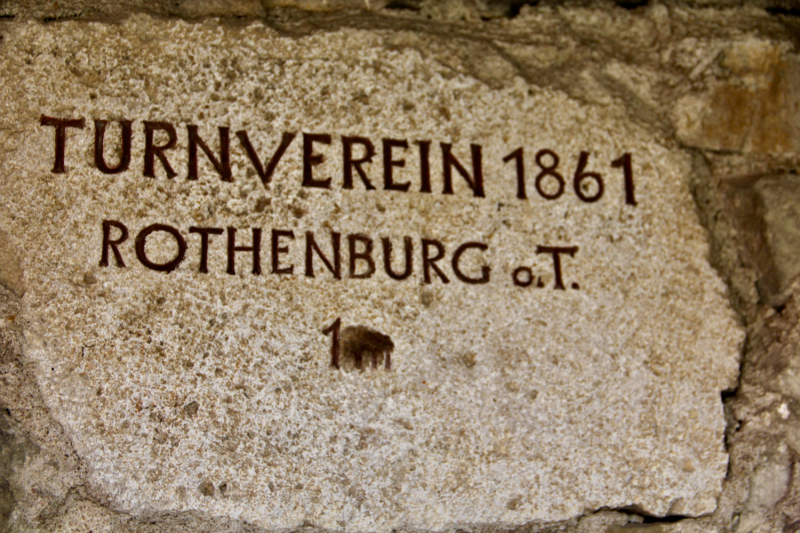 TURNVEREIN 1861
ROTHENBURG o.T.
1